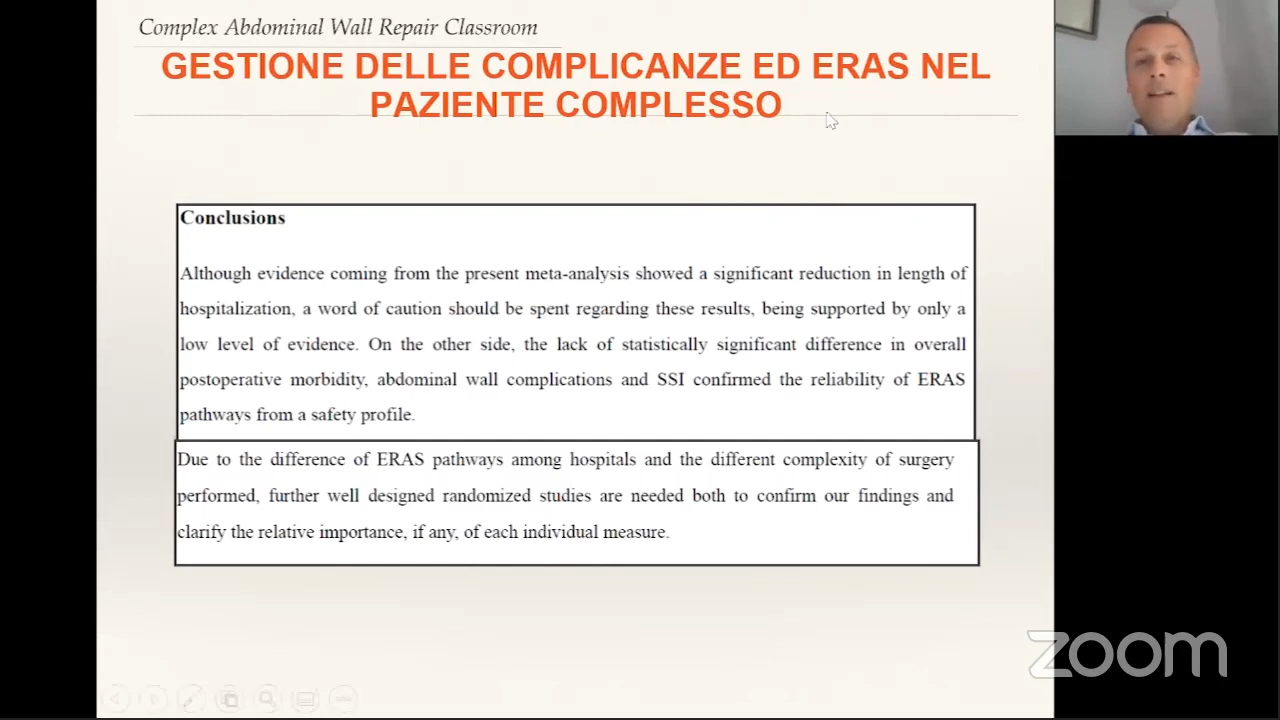 Complex Abdominal Wall Repair Classroom
GESTIONE DELLE COMPLICANZE ED ERAS NEL
PAZIENTE COMPLESSO
Conclusions
Although evidence coming from the present meta-analysis showed a significant reduction in length of
hospitalization, a word of caution should be spent regarding these results, being supported by only a
low level of evidence. On the other side, the lack of statistically significant difference in overall
postoperative morbidity, abdominal wall complications and SSI confirmed the reliability of ERAS
pathways from a safety profile.
Due to the difference of ERAS pathways among hospitals and the different complexity of surgery
performed, further well designed randomized studies are needed both to confirm our findings and
clarify the relative importance, if any, of each individual measure.
zoom